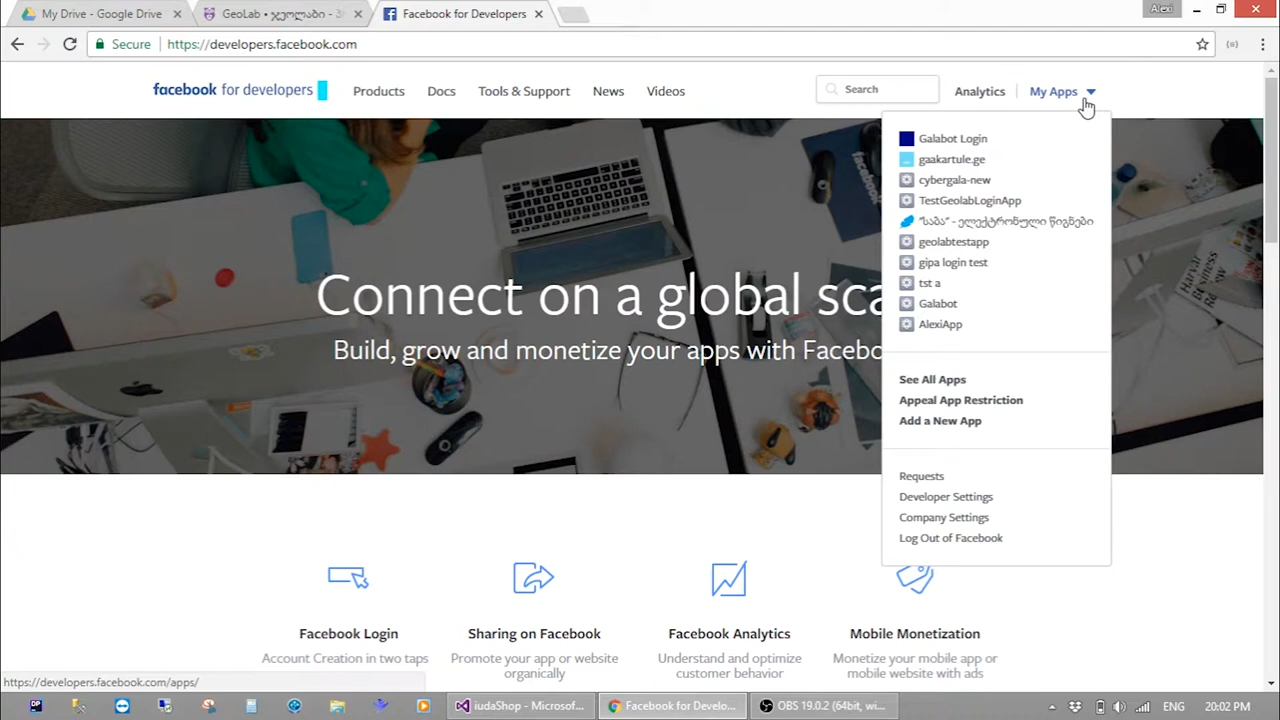 My Drive - Google Drive
GeoLab • ჯეოლაბი - პ
Facebook for Developers
Alexi
Secure
https://developers.facebook.com
facebook for developers
Products
Docs
Tools & Support
News
Videos
Search
Analytics
My Apps
Galabot Login
gaakartule.ge
cybergala-new
TestGeolabLoginApp
"საბა" - ელექტრონული წიგნები
geolabtestapp
gipa login test
tst a
Galabot
AlexiApp
See All Apps
Appeal App Restriction
Add a New App
Requests
Developer Settings
Company Settings
Log Out of Facebook
Connect on a global sca
Build, grow and monetize your apps with Facebo
Facebook Login
Account Creation in two taps
Sharing on Facebook
Promote your app or website
organically
Facebook Analytics
Understand and optimize
customer behavior
Mobile Monetization
Monetize your mobile app or
mobile website with ads
https://developers.facebook.com/apps/
iudaShop - Microsoft...
Facebook for Develo...
OBS 19.0.2 (64bit, wi...
ENG
20:02 PM